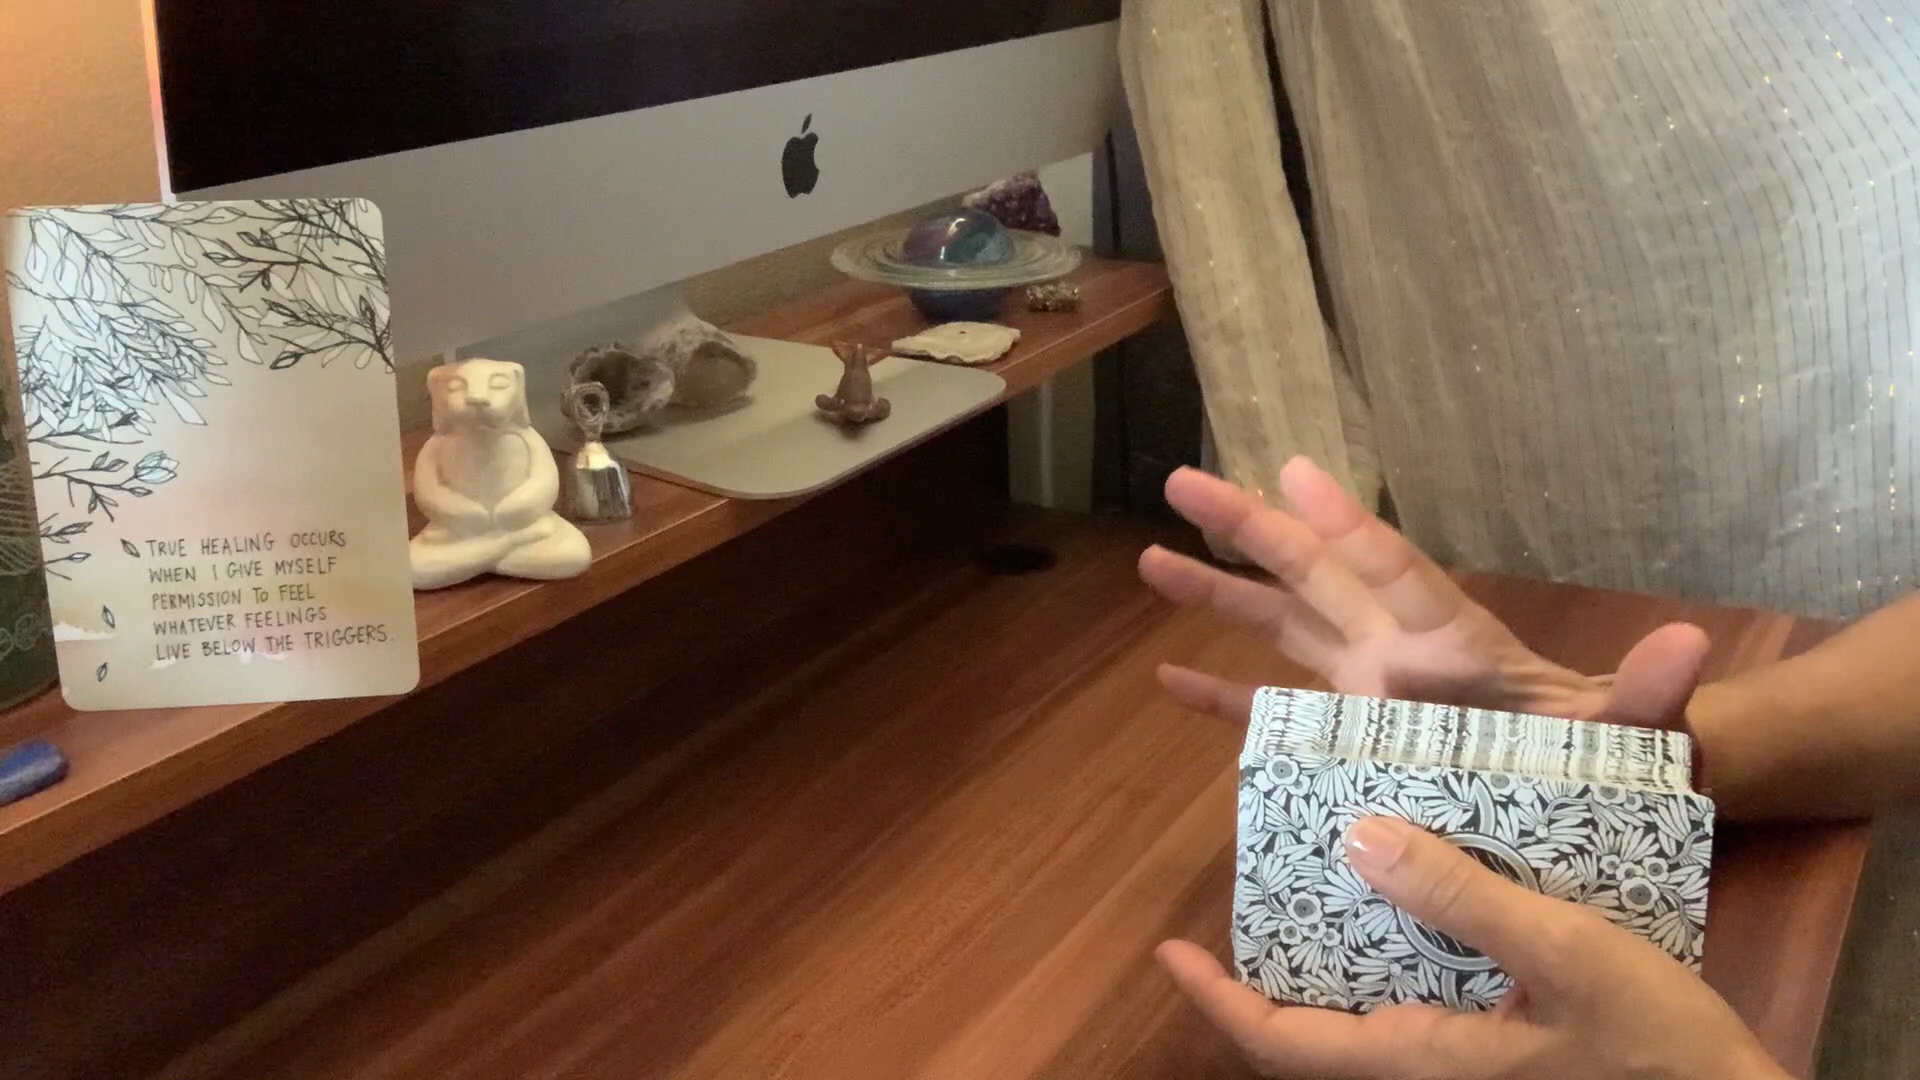 TRUE HEALING OCCURS
WHEN I GIVE MYSELF
PERMISSION TO FEEL
WHATEVER FEELINGS
LIVE BELOW THE TRIGGERS.